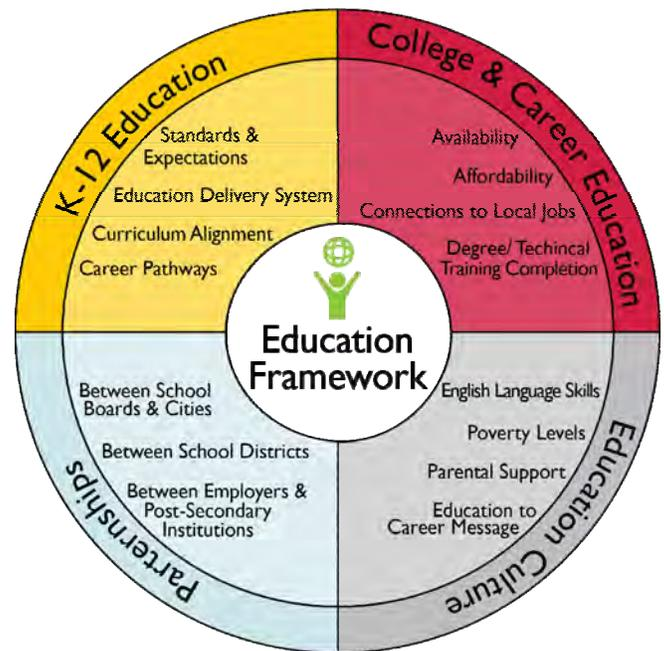 K-12 Education
Standards &
Expectations
Education Delivery System
Curriculum Alignment
Career Pathways
College & Career Education
Availability
Affordability
Connections to Local Jobs
Degree/ Techincal
Training Completion
Education
Framework
Between School
Boards & Cities
Between School Districts
Between Employers &
Post-Secondary
Institutions
Parternships
English Language Skills
Poverty Levels
Parental Support
Education to
Career Message
Education Culture